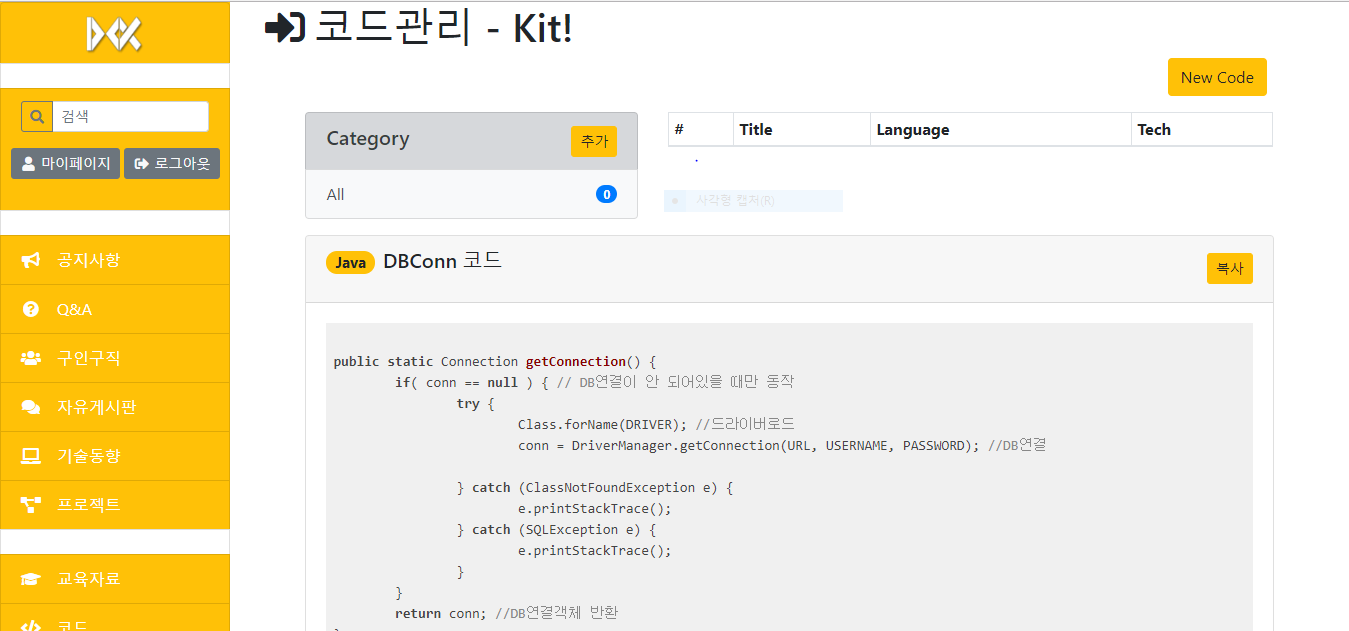 코드관리 - Kit!
New Code
검색
마이페이지 로그아웃
공지사항
Q&A
구인구직
자유게시판
기술동향
프로젝트
교육자료
코드
Category 추가
All 0
# Title Language Tech
사각형 캡처(R)
Java DBConn 코드 복사
public static Connection getConnection() {
if( conn == null ) { // DB연결이 안 되어있을 때만 동작
try {
Class.forName(DRIVER); //드라이버로드
conn = DriverManager.getConnection(URL, USERNAME, PASSWORD); //DB연결
} catch (ClassNotFoundException e) {
e.printStackTrace();
} catch (SQLException e) {
e.printStackTrace();
}
}
return conn; //DB연결객체 반환